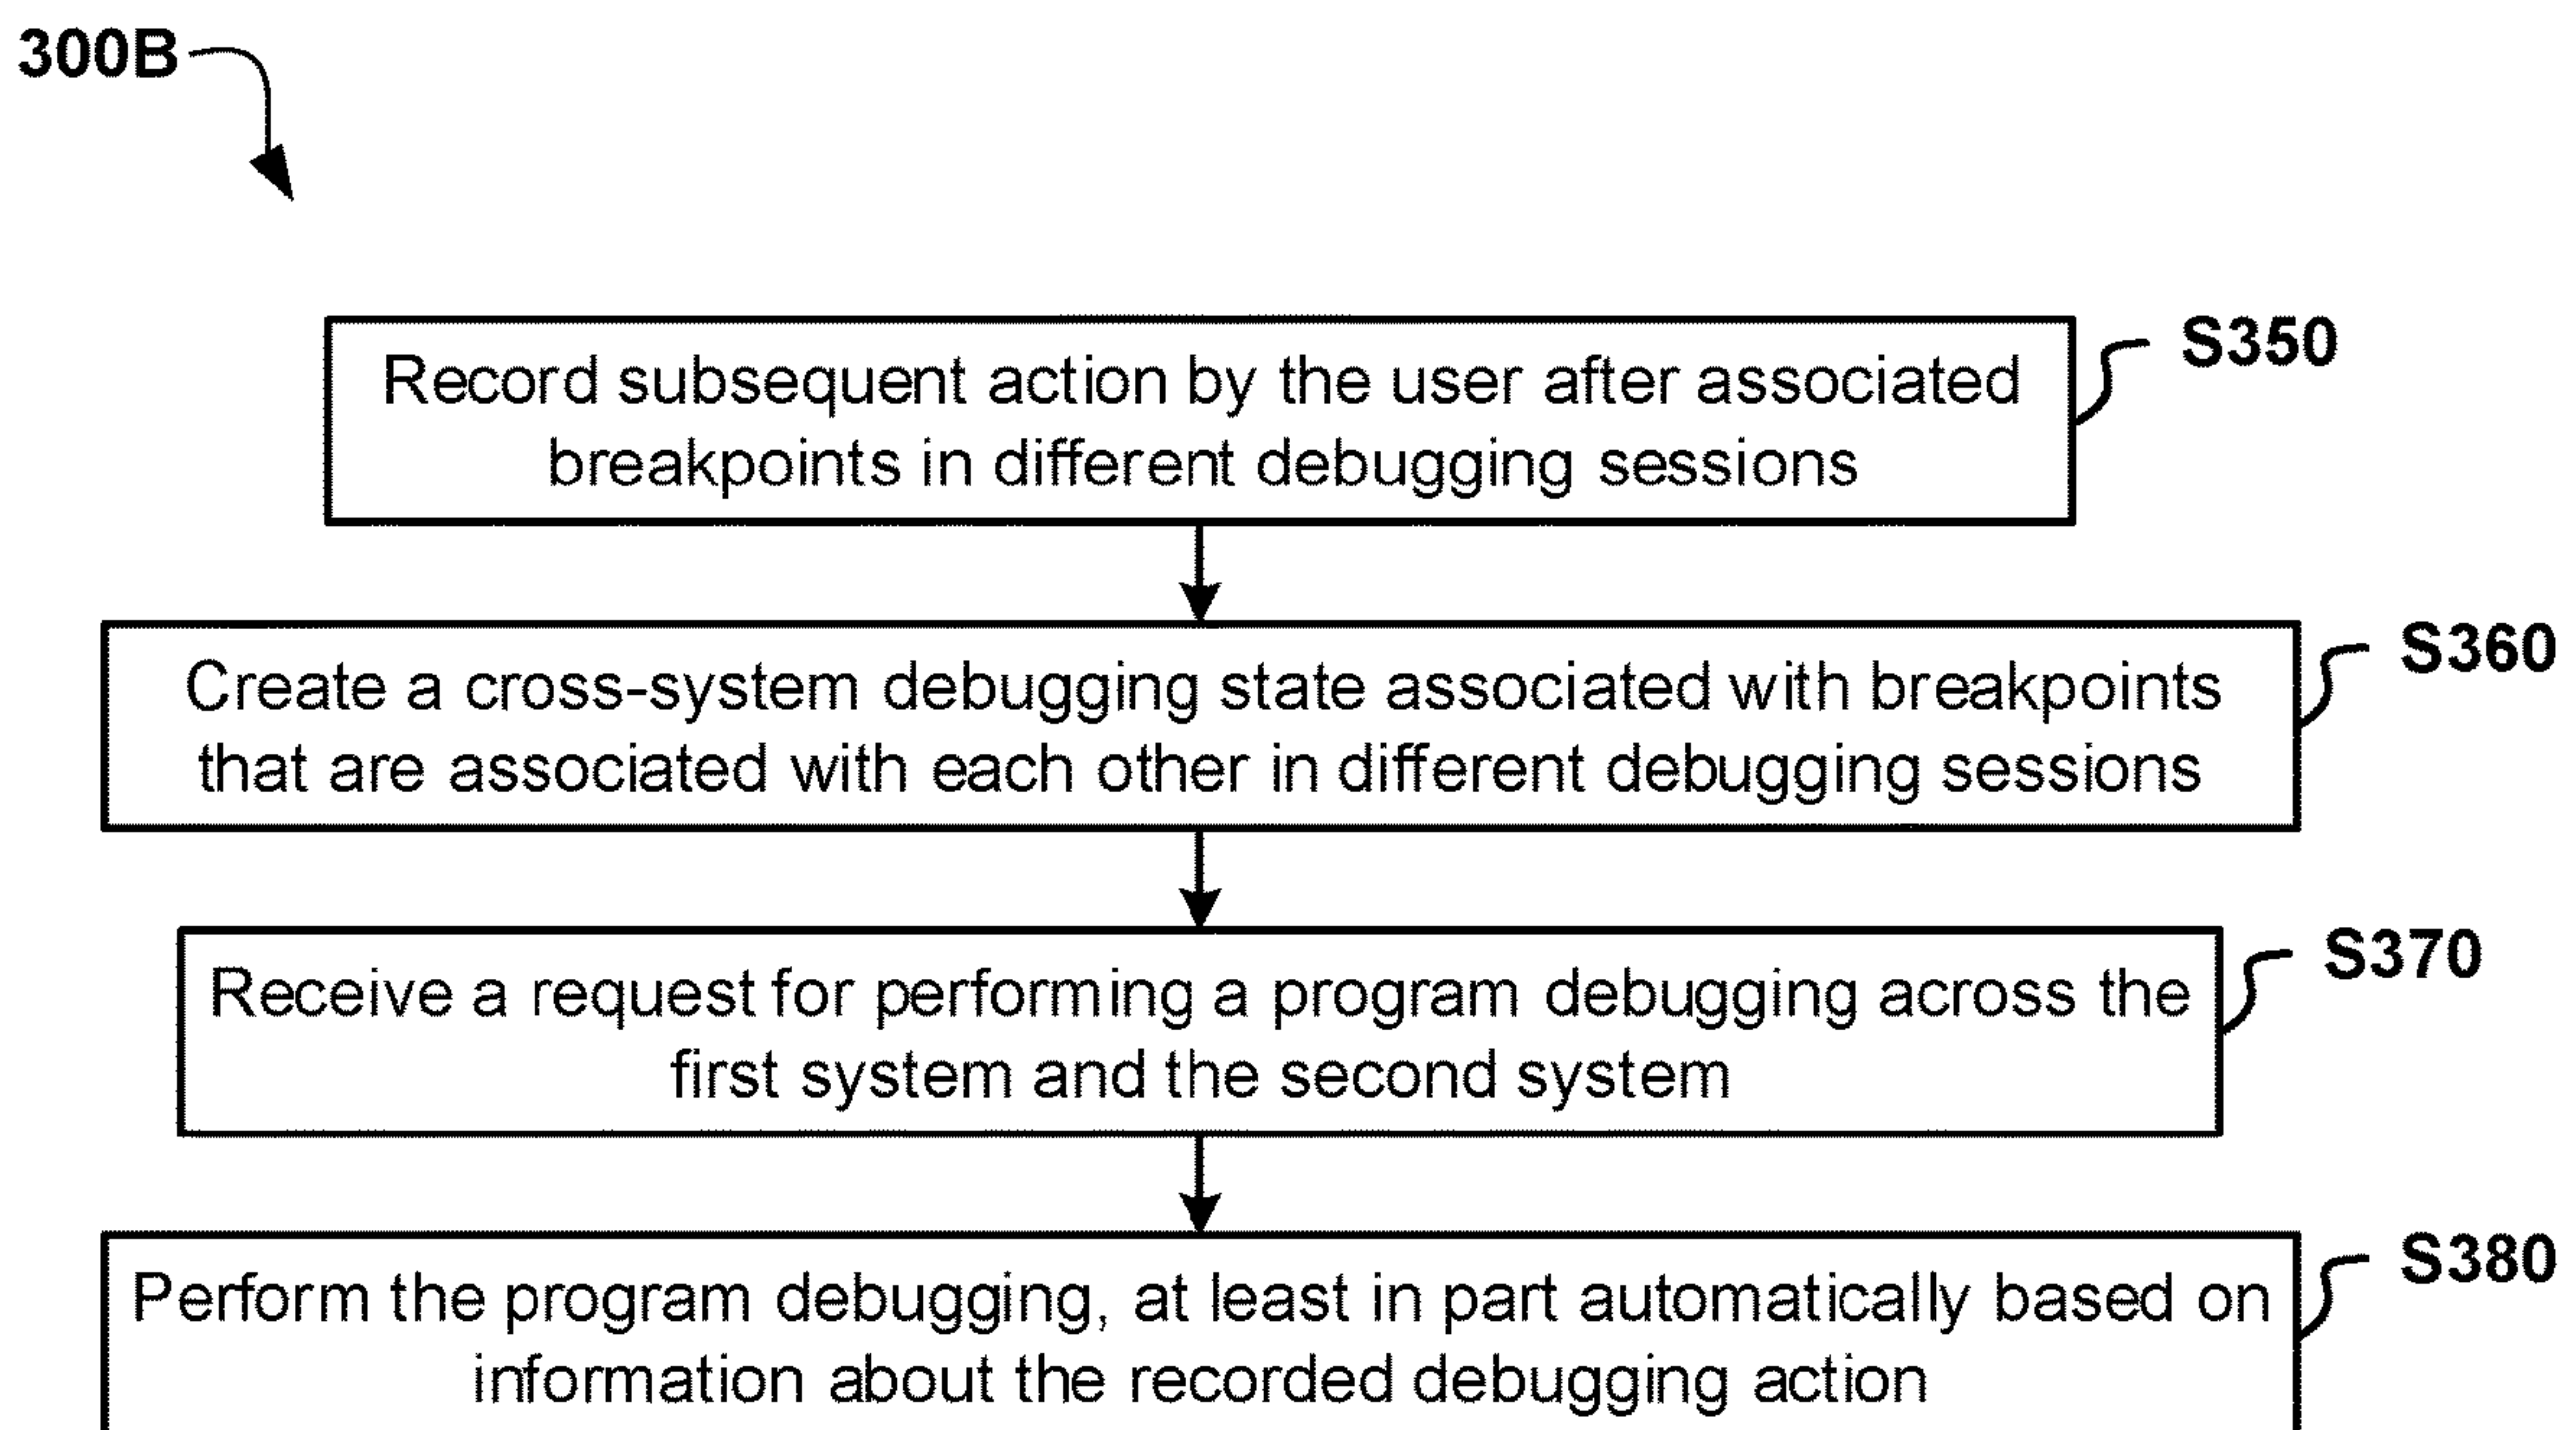 300B
Record subsequent action by the user after associated
breakpoints in different debugging sessions
S350
Create a cross-system debugging state associated with breakpoints
that are associated with each other in different debugging sessions
S360
Receive a request for performing a program debugging across the
first system and the second system
S370
Perform the program debugging, at least in part automatically based on
information about the recorded debugging action
S380